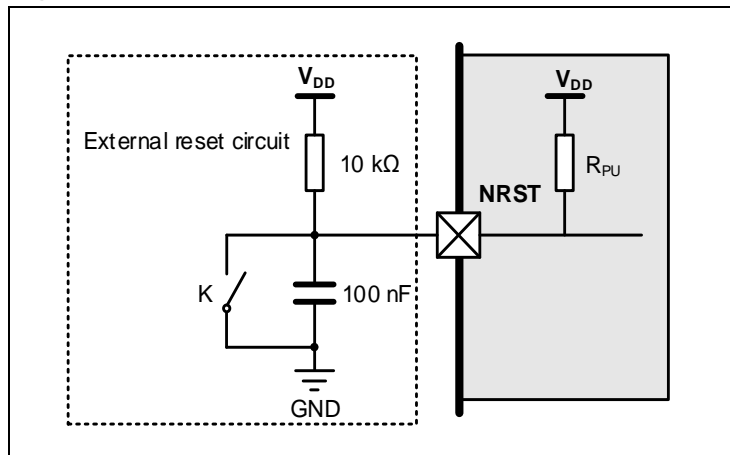 V_DD
External reset circuit
10 kΩ
K
100 nF
GND
V_DD
R_PU
NRST